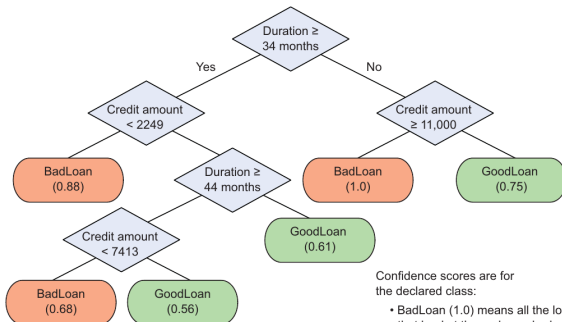 Duration ≥
34 months
Yes
No
Credit amount
< 2249
Credit amount
≥ 11,000
BadLoan
(0.88)
Duration ≥
44 months
BadLoan
(1.0)
GoodLoan
(0.75)
Credit amount
< 7413
GoodLoan
(0.61)
BadLoan
(0.68)
GoodLoan
(0.56)
Confidence scores are for
the declared class:
• BadLoan (1.0) means all the